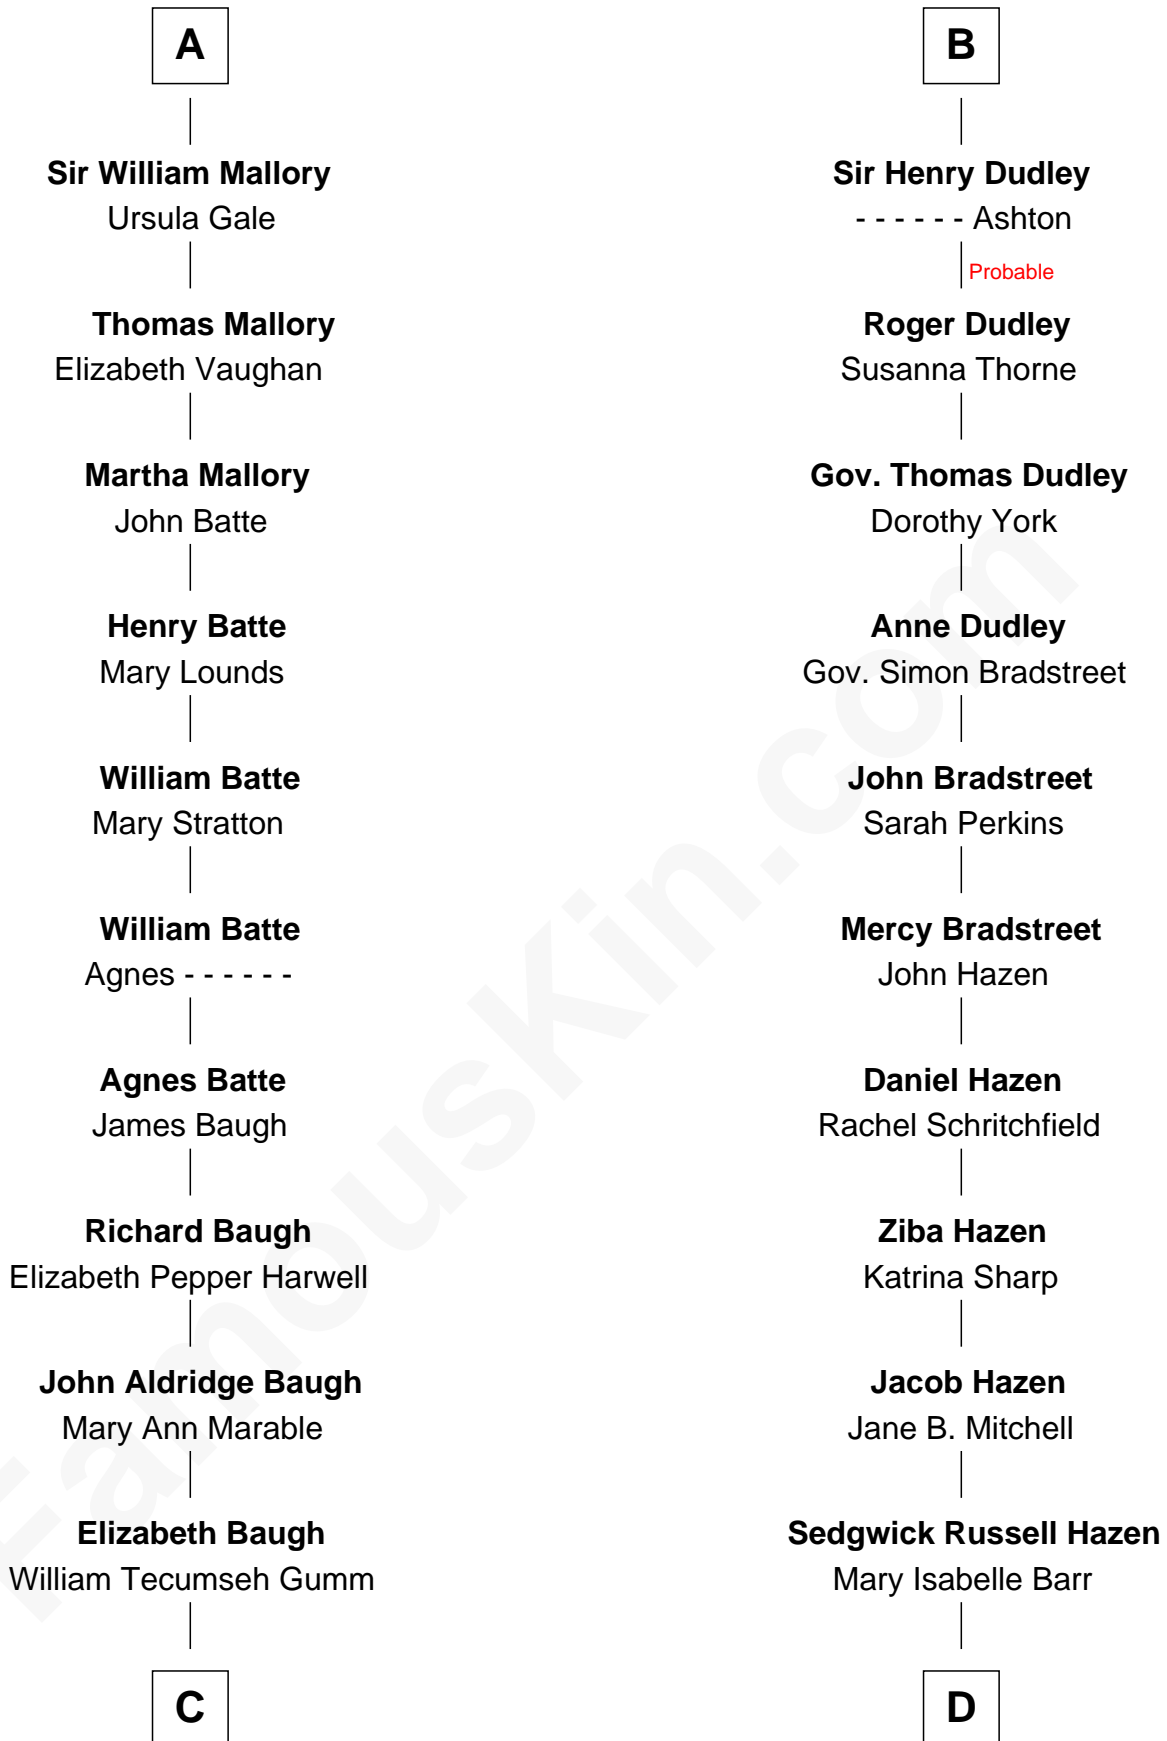 A
Sir William Mallory
Ursula Gale
Thomas Mallory
Elizabeth Vaughan
Martha Mallory
John Batte
Henry Batte
Mary Lounds
William Batte
Mary Stratton
William Batte
Agnes - - - - - -
Agnes Batte
James Baugh
Richard Baugh
Elizabeth Pepper Harwell
John Aldridge Baugh
Mary Ann Marable
Elizabeth Baugh
William Tecumseh Gumm
C
B
Sir Henry Dudley
- - - - - - Ashton
Probable
Roger Dudley
Susanna Thorne
Gov. Thomas Dudley
Dorothy York
Anne Dudley
Gov. Simon Bradstreet
John Bradstreet
Sarah Perkins
Mercy Bradstreet
John Hazen
Daniel Hazen
Rachel Schritchfield
Ziba Hazen
Katrina Sharp
Jacob Hazen
Jane B. Mitchell
Sedgwick Russell Hazen
Mary Isabelle Barr
D
FamousKin.com